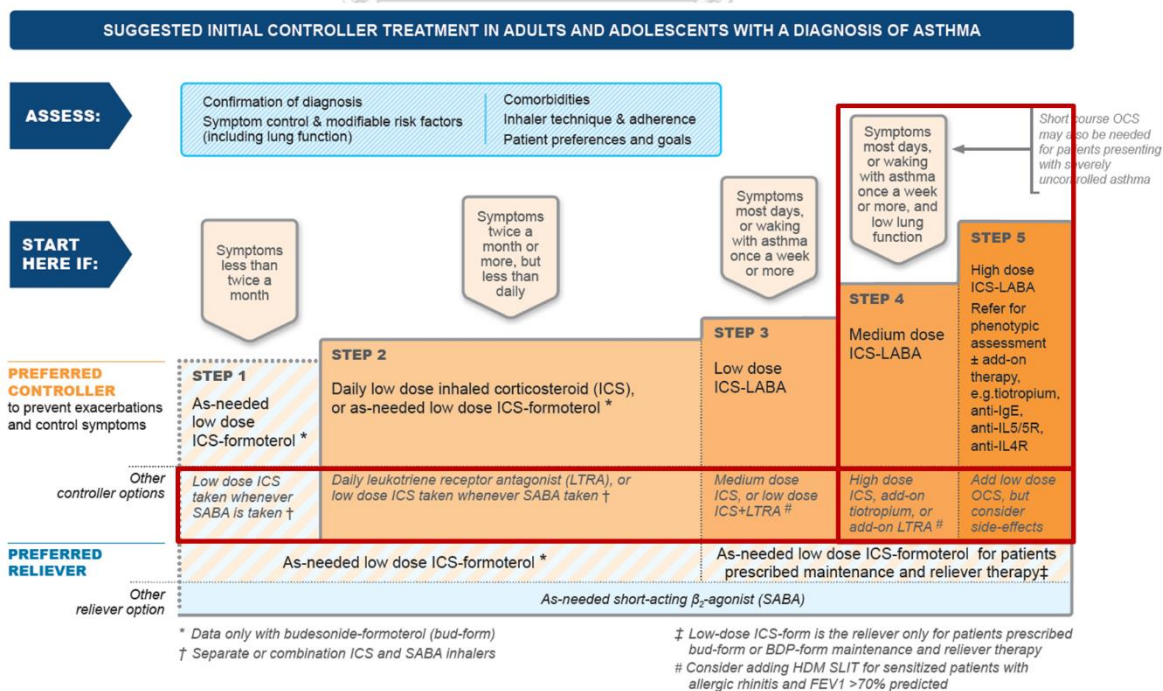 SUGGESTED INITIAL CONTROLLER TREATMENT IN ADULTS AND ADOLESCENTS WITH A DIAGNOSIS OF ASTHMA
ASSESS:
Confirmation of diagnosis
Symptom control & modifiable risk factors
(including lung function)
Comorbidities
Inhaler technique & adherence
Patient preferences and goals
Short course OCS
may also be needed
for patients presenting
with severely
uncontrolled asthma
START
HERE IF:
Symptoms
less than
twice a
month
Symptoms
twice a
month or
more, but
less than
daily
Symptoms
most days,
or waking
with asthma
once a week
or more
Symptoms
most days,
or waking
with asthma
once a week
or more, and
low lung
function
PREFERRED
CONTROLLER
to prevent exacerbations
and control symptoms
STEP 1
As-needed
low dose
ICS-formoterol *
STEP 2
Daily low dose inhaled corticosteroid (ICS),
or as-needed low dose ICS-formoterol *
STEP 3
Low dose
ICS-LABA
STEP 4
Medium dose
ICS-LABA
STEP 5
High dose
ICS-LABA
Refer for
phenotypic
assessment
± add-on
therapy,
e.g.tiotropium,
anti-IgE,
anti-IL5/5R,
anti-IL4R
Other
controller options
Low dose ICS
taken whenever
SABA is taken †
Daily leukotriene receptor antagonist (LTRA), or
low dose ICS taken whenever SABA taken †
Medium dose
ICS, or low dose
ICS+LTRA #
High dose
ICS, add-on
tiotropium, or
add-on LTRA #
Add low dose
OCS, but
consider
side-effects
PREFERRED
RELIEVER
As-needed low dose ICS-formoterol *
As-needed low dose ICS-formoterol for patients
prescribed maintenance and reliever therapy‡
Other
reliever option
As-needed short-acting β₂-agonist (SABA)
* Data only with budesonide-formoterol (bud-form)
† Separate or combination ICS and SABA inhalers
‡ Low-dose ICS-form is the reliever only for patients prescribed
bud-form or BDP-form maintenance and reliever therapy
# Consider adding HDM SLIT for sensitized patients with
allergic rhinitis and FEV1 >70% predicted